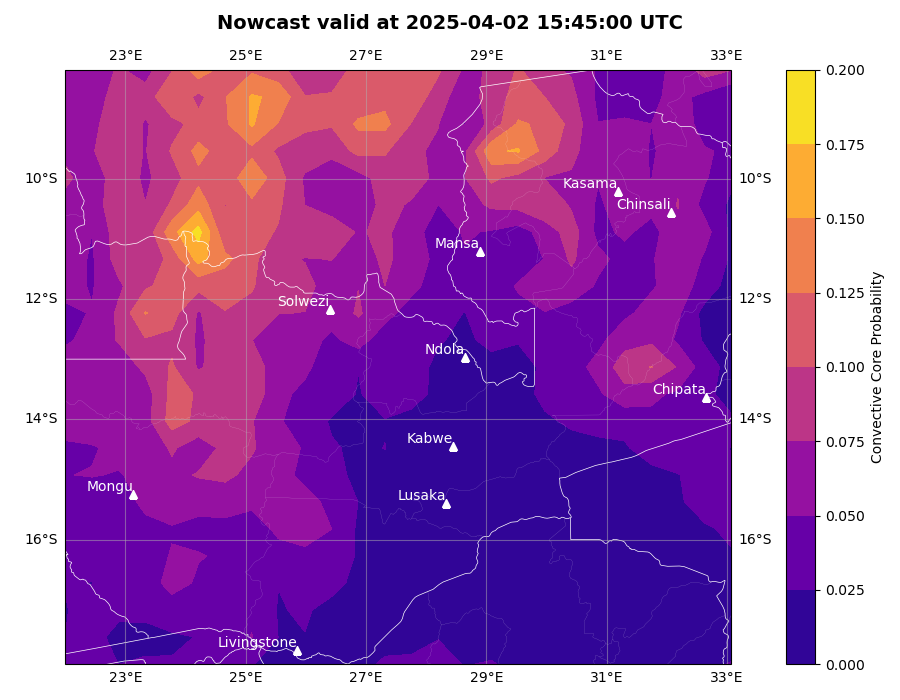 Nowcast valid at 2025-04-02 15:45:00 UTC
23°E 25°E 27°E 29°E 31°E 33°E
0.200
0.175
0.150
0.125
0.100
0.075
0.050
0.025
0.000
Convective Core Probability
10°S 10°S
12°S 12°S
14°S 14°S
16°S 16°S
Kasama
Chinsali
Mansa
Solwezi
Ndola
Chipata
Kabwe
Mongu
Lusaka
Livingstone
23°E 25°E 27°E 29°E 31°E 33°E